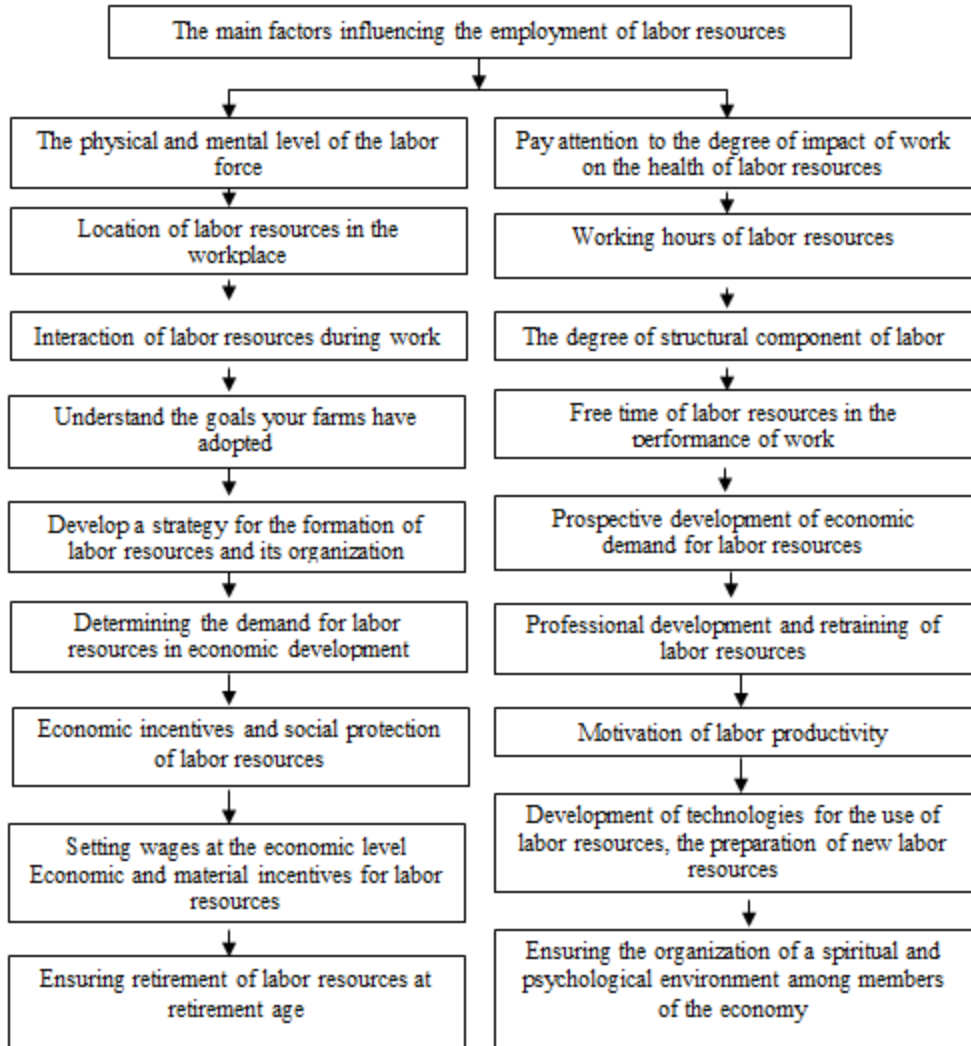 The main factors influencing the employment of labor resources
The physical and mental level of the labor
force
Location of labor resources in the
workplace
Interaction of labor resources during work
Understand the goals your farms have
adopted
Develop a strategy for the formation of
labor resources and its organization
Determining the demand for labor
resources in economic development
Economic incentives and social protection
of labor resources
Setting wages at the economic level
Economic and material incentives for labor
resources
Ensuring retirement of labor resources at
retirement age
Pay attention to the degree of impact of work
on the health of labor resources
Working hours of labor resources
The degree of structural component of labor
Free time of labor resources in the
performance of work
Prospective development of economic
demand for labor resources
Professional development and retraining of
labor resources
Motivation of labor productivity
Development of technologies for the use of
labor resources, the preparation of new labor
resources
Ensuring the organization of a spiritual and
psychological environment among members
of the economy